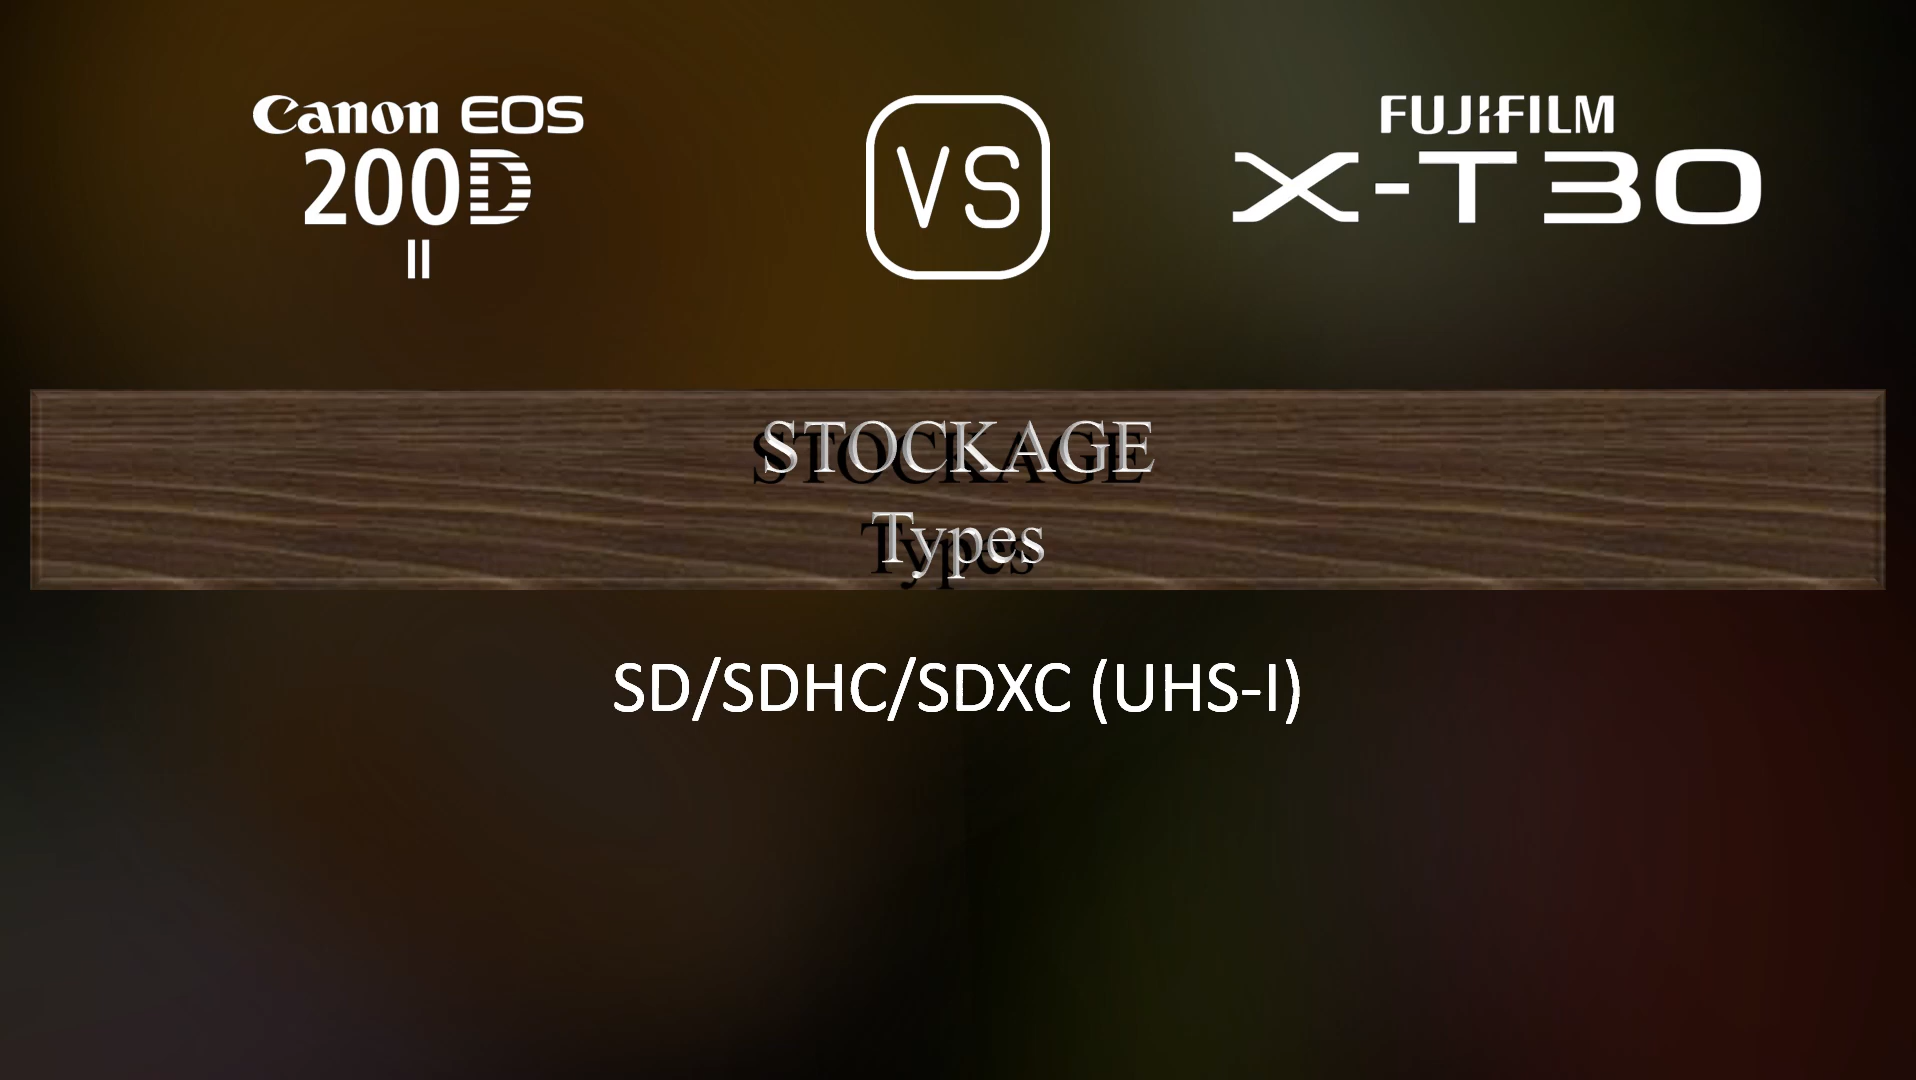 Canon EOS
200D
II
VS
FUJIFILM
X-T30
STOCKAGE
Types
SD/SDHC/SDXC (UHS-I)